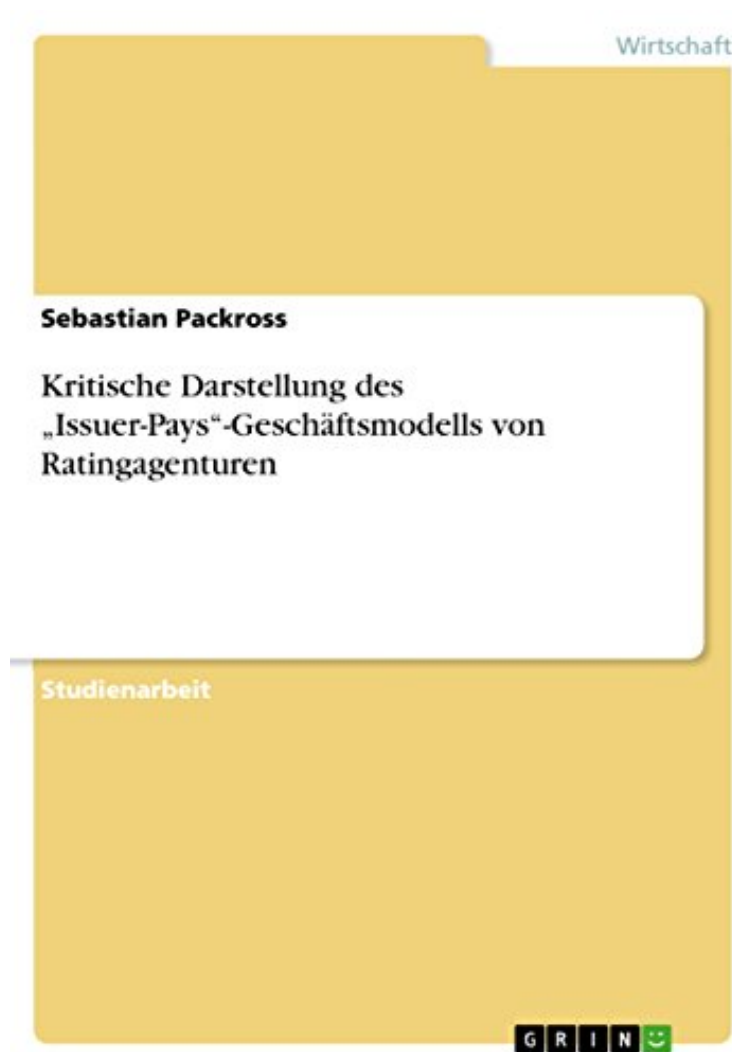 Wirtschaft
Sebastian Packross
Kritische Darstellung des
„Issuer-Pays“-Geschäftsmodells von
Ratingagenturen
Studienarbeit
GRIN